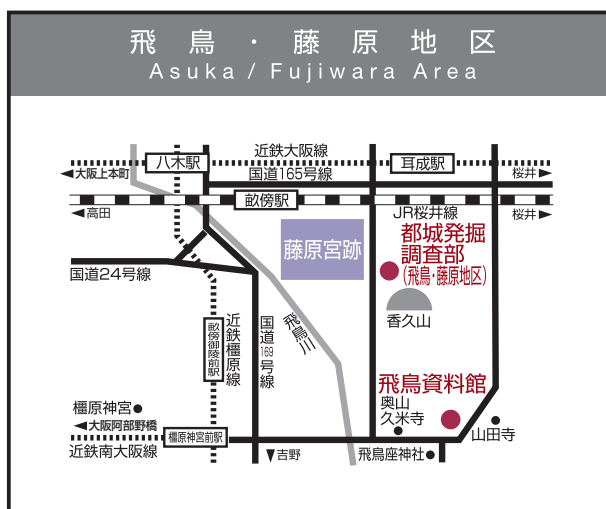 飛鳥・藤原地区
Asuka / Fujiwara Area
近鉄大阪線
八木駅
耳成駅
◀大阪上本町
国道165号線
桜井▶
畝傍駅
◀高田
JR桜井線
桜井▶
藤原宮跡
都城発掘
調査部
(飛鳥・藤原地区)
国道24号線
香久山
飛鳥川
国道169号線
近鉄橿原線
畝傍御陵前駅
飛鳥資料館
橿原神宮●
◀大阪阿部野橋
奥山
久米寺
橿原神宮前駅
山田寺
近鉄南大阪線
▼吉野
飛鳥座神社●